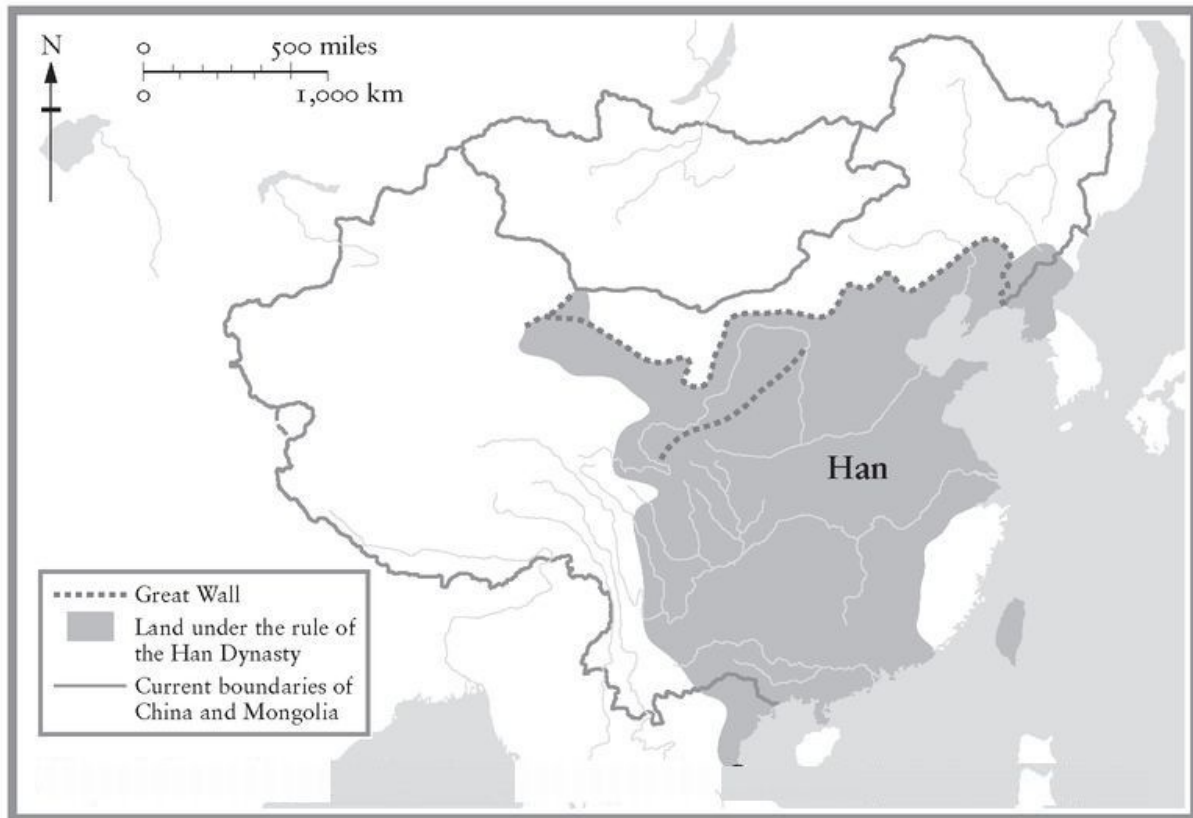 N
0 500 miles
0 1,000 km
Han
Great Wall
Land under the rule of
the Han Dynasty
Current boundaries of
China and Mongolia